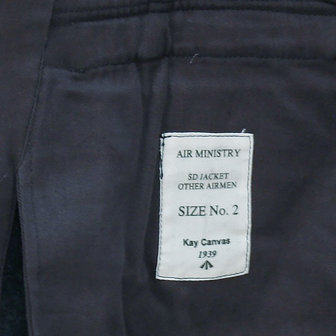 AIR MINISTRY
SD JACKET
OTHER AIRMEN
SIZE No. 2
Kay Canvas
1939